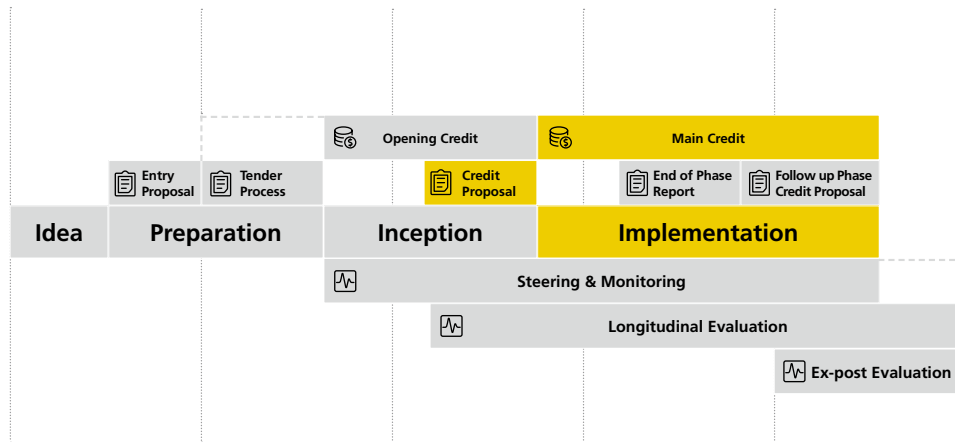 Opening Credit
Main Credit
Entry
Proposal
Tender
Process
Credit
Proposal
End of Phase
Report
Follow up Phase
Credit Proposal
Idea
Preparation
Inception
Implementation
Steering & Monitoring
Longitudinal Evaluation
Ex-post Evaluation